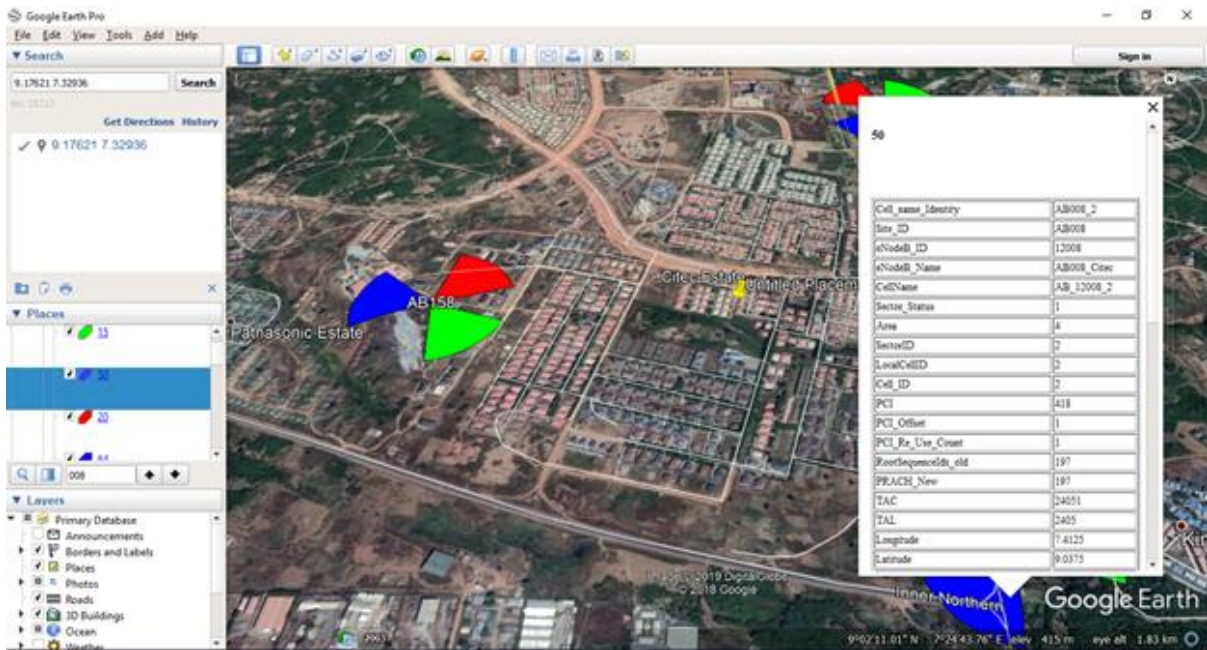 Google Earth Pro
File Edit View Tools Add Help
Search
Sign in
9.17621 7.32936
Search
Get Directions History
9.17621 7.32936
Places
15
50
20
008
Layers
Primary Database
Announcements
Borders and Labels
Places
Photos
Roads
3D Buildings
Ocean
Weather
AB158
Patnasonic Estate
Citec Estate
Untitled Placem
50
Cell_name_Identity AB008_2
Site_ID AB008
eNodeB_ID 12008
eNodeB_Name AB008_Citec
CellName AB_12008_2
Sector_Status 1
Area 4
SectorID 2
LocalCellID 2
Cell_ID 2
PCI 418
PCI_Offset 1
PCI_Re_Use_Count 1
RootSequenceIdx_old 197
PRACH_New 197
TAC 24051
TAL 2405
Longitude 7.4125
Latitude 9.0375
Inner Northern
Image © 2019 DigitalGlobe
© 2018 Google
Google Earth
9°02'11.01" N 7°24'43.76" E elev 415 m eye alt 1.83 km